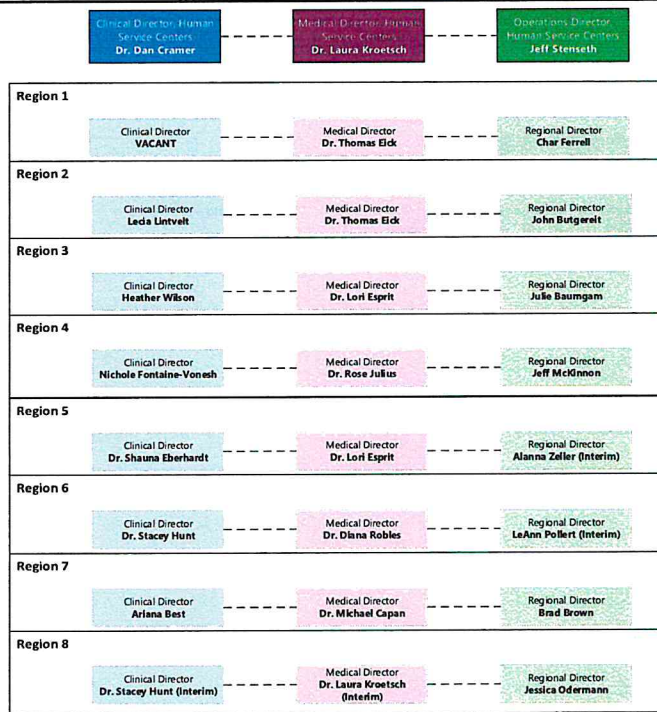 Clinical Director, Human
Service Centers
Dr. Dan Cramer
Medical Director, Human
Service Centers
Dr. Laura Kroetsch
Operations Director,
Human Service Centers
Jeff Stenseth
Region 1
Clinical Director
VACANT
Medical Director
Dr. Thomas Eick
Regional Director
Char Ferrell
Region 2
Clinical Director
Lecia Lintvelt
Medical Director
Dr. Thomas Eick
Regional Director
John Butgereit
Region 3
Clinical Director
Heather Wilson
Medical Director
Dr. Lori Esprit
Regional Director
Julie Baumgarn
Region 4
Clinical Director
Nichole Fontaine-Vonesh
Medical Director
Dr. Rose Julius
Regional Director
Jeff McKinnon
Region 5
Clinical Director
Dr. Shauna Eberhardt
Medical Director
Dr. Lori Esprit
Regional Director
Alanna Zeller (Interim)
Region 6
Clinical Director
Dr. Stacey Hunt
Medical Director
Dr. Diana Robles
Regional Director
LeAnn Pollert (Interim)
Region 7
Clinical Director
Ariana Best
Medical Director
Dr. Michael Capan
Regional Director
Brad Brown
Region 8
Clinical Director
Dr. Stacey Hunt (Interim)
Medical Director
Dr. Laura Kroetsch
(Interim)
Regional Director
Jessica Odermann